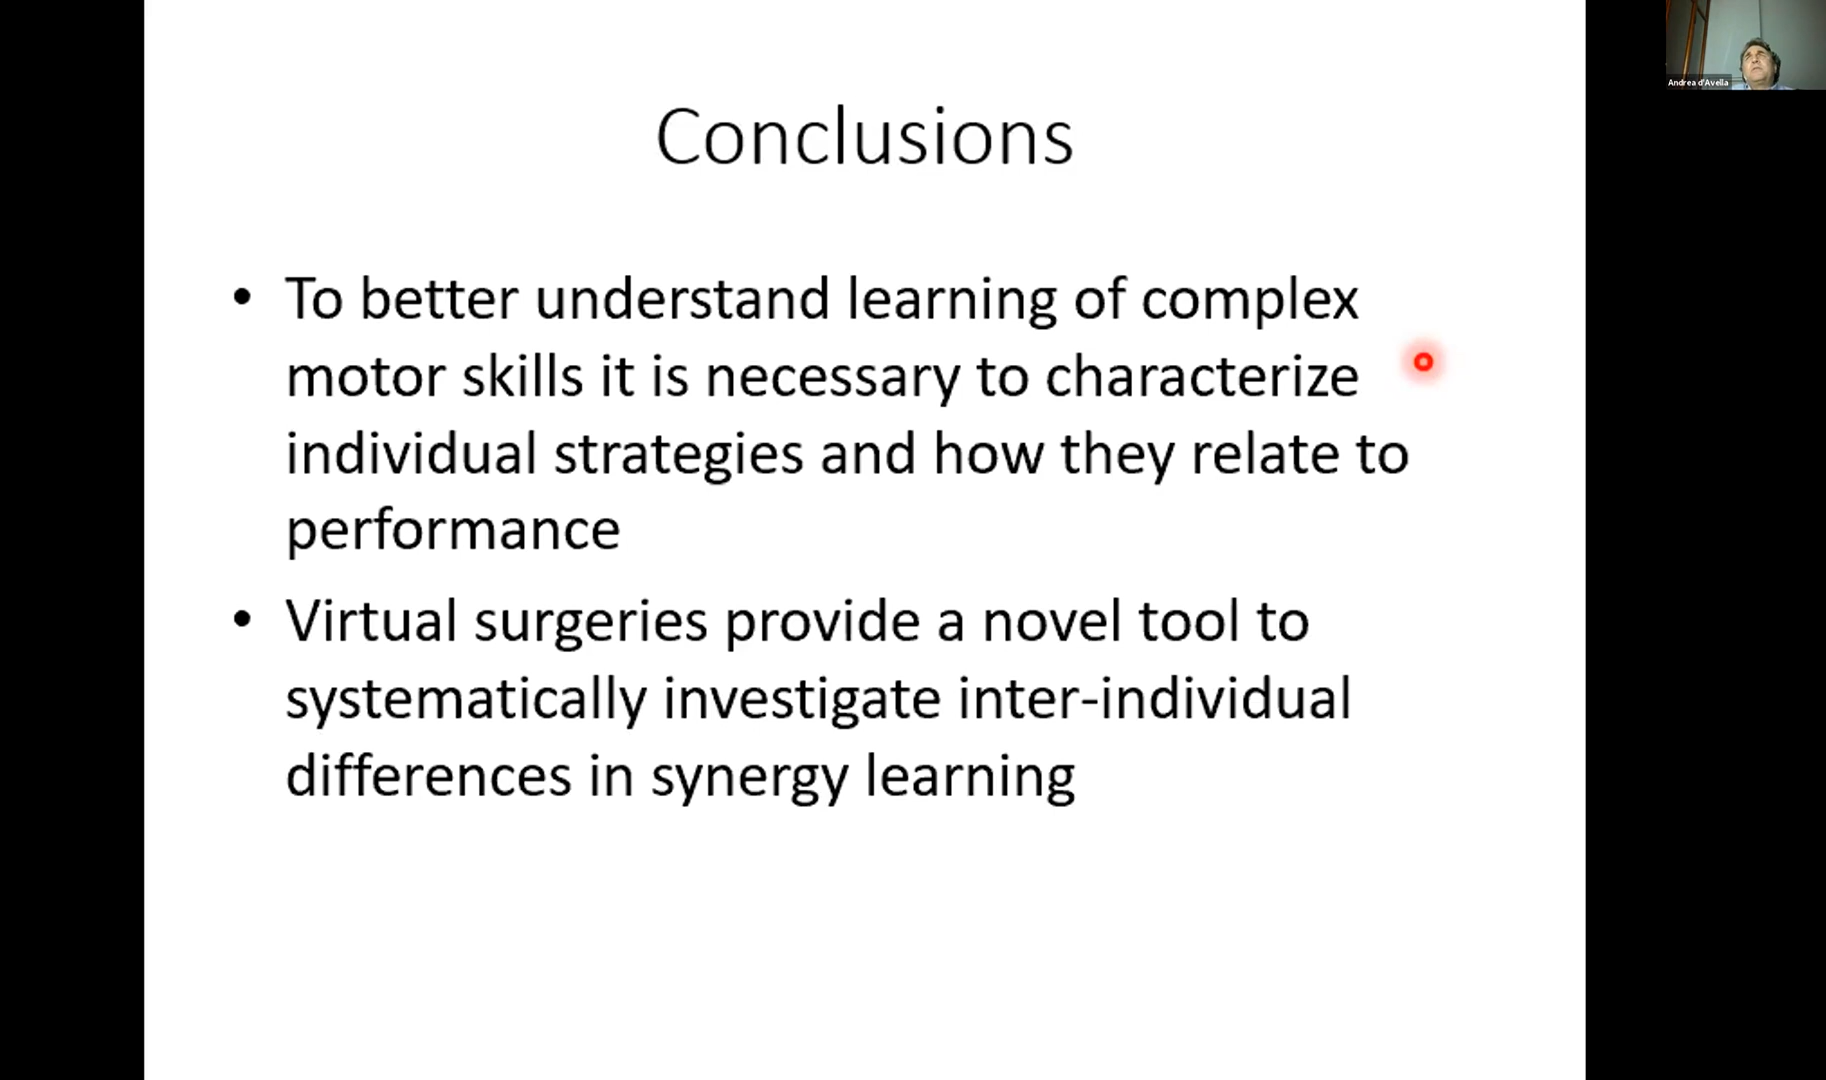 Conclusions
• To better understand learning of complex
motor skills it is necessary to characterize
individual strategies and how they relate to
performance
• Virtual surgeries provide a novel tool to
systematically investigate inter-individual
differences in synergy learning
Andrea d'Avella